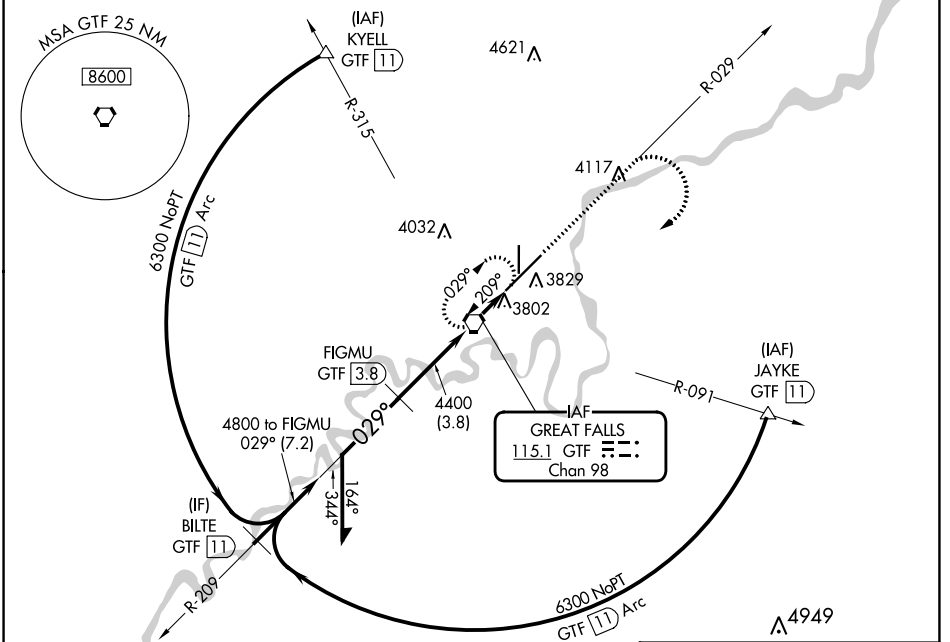 MSA GTF 25 NM
8600
(IAF)
KYELL
GTF 11
R-315
4621
R-029
4117
6300 NoPT
GTF 11 Arc
4032
029°
209°
3829
3802
FIGMU
GTF 3.8
4400
(3.8)
029°
4800 to FIGMU
029° (7.2)
IAF
GREAT FALLS
115.1 GTF
Chan 98
(IAF)
JAYKE
GTF 11
R-091
344°
164°
(IF)
BILTE
GTF 11
R-209
6300 NoPT
GTF 11 Arc
4949